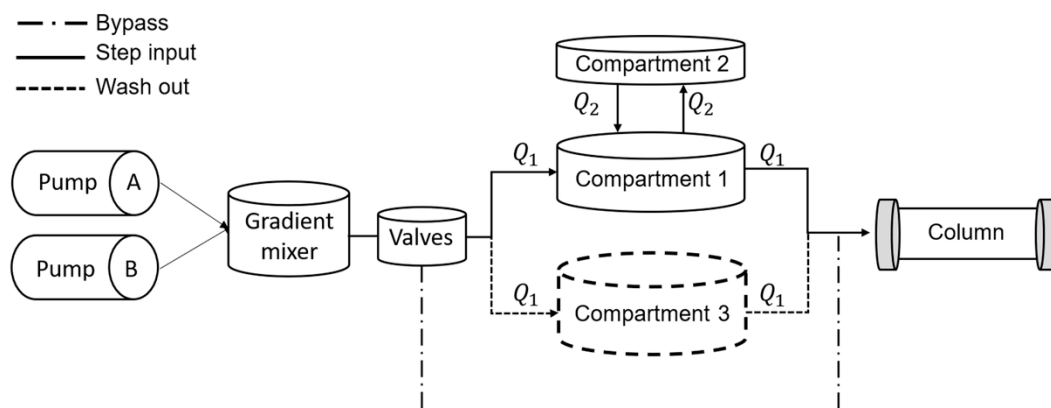 Bypass
Step input
Wash out
Compartment 2
Q₂ Q₂
Q₁ Q₁
Compartment 1
Pump A
Pump B
Gradient
mixer
Valves
Column
Q₁ Q₁
Compartment 3